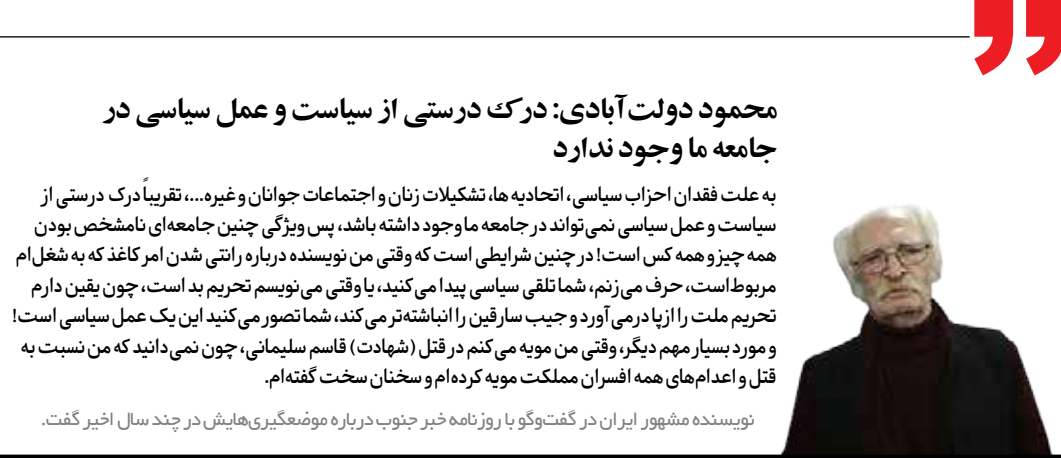 محمود دولت‌آبادی: درک درستی از سیاست و عمل سیاسی در
جامعه ما وجود ندارد
به علت فقدان احزاب سیاسی، اتحادیه ها، تشکیلات زنان و اجتماعات جوانان و غیره...، تقریباً درک درستی از
سیاست و عمل سیاسی نمی‌تواند در جامعه ما وجود داشته باشد، پس ویژگی چنین جامعه‌ای نامشخص بودن
همه چیز و همه کس است! در چنین شرایطی است که وقتی من نویسنده درباره رانتی شدن امر کاغذ که به شغل‌ام
مربوط است، حرف می‌زنم، شما تلقی سیاسی پیدا می‌کنید، یا وقتی می‌نویسم تحریم بد است، چون یقین دارم
تحریم ملت را از پا درمی‌آورد و جیب سارقین را انباشته‌تر می‌کند، شما تصور می‌کنید این یک عمل سیاسی است!
و مورد بسیار مهم دیگر، وقتی من مویه می‌کنم در قتل (شهادت) قاسم سلیمانی، چون نمی‌دانید که من نسبت به
قتل و اعدام‌های همه افسران مملکت مویه کرده‌ام و سخنان سخت گفته‌ام.
نویسنده مشهور ایران در گفت‌وگو با روزنامه خبر جنوب درباره موضعگیری‌هایش در چند سال اخیر گفت.